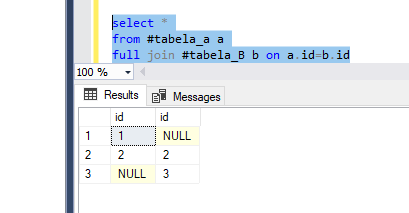 select *
from #tabela_a a
full join #tabela_B b on a.id=b.id
100 %
Results Messages
id id
1 1 NULL
2 2 2
3 NULL 3